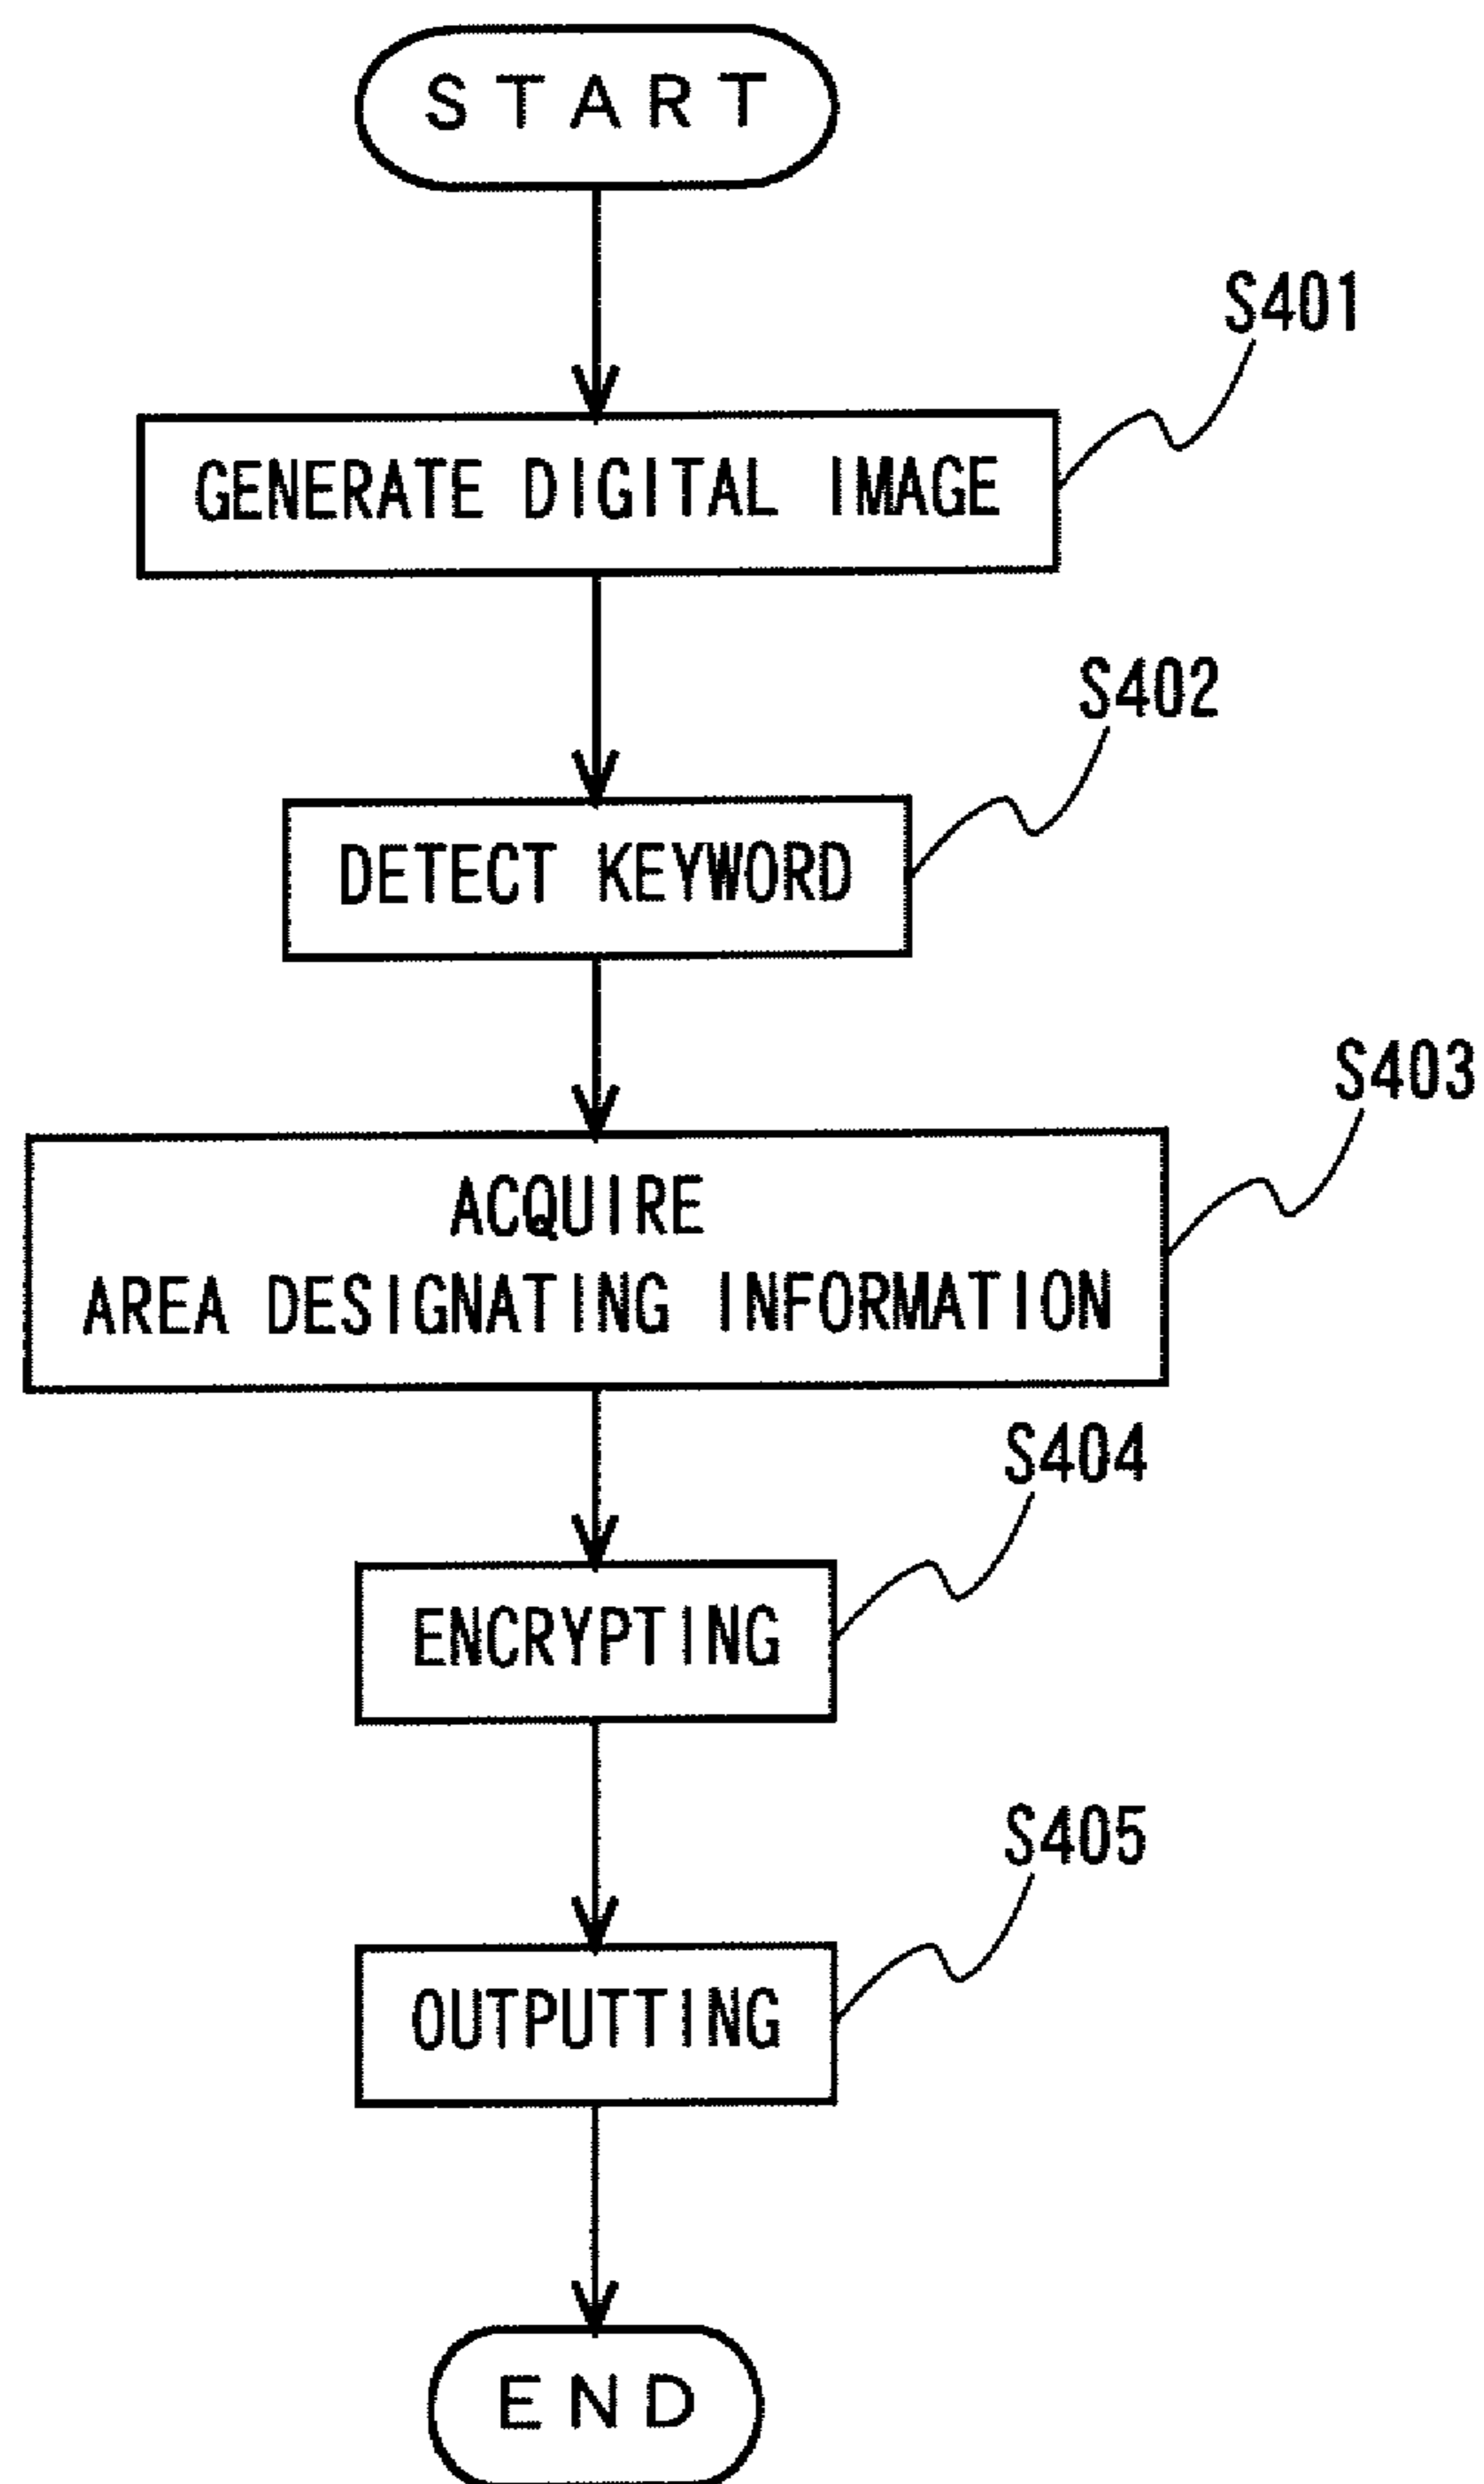 START
S401
GENERATE DIGITAL IMAGE
S402
DETECT KEYWORD
S403
ACQUIRE
AREA DESIGNATING INFORMATION
S404
ENCRYPTING
S405
OUTPUTTING
END